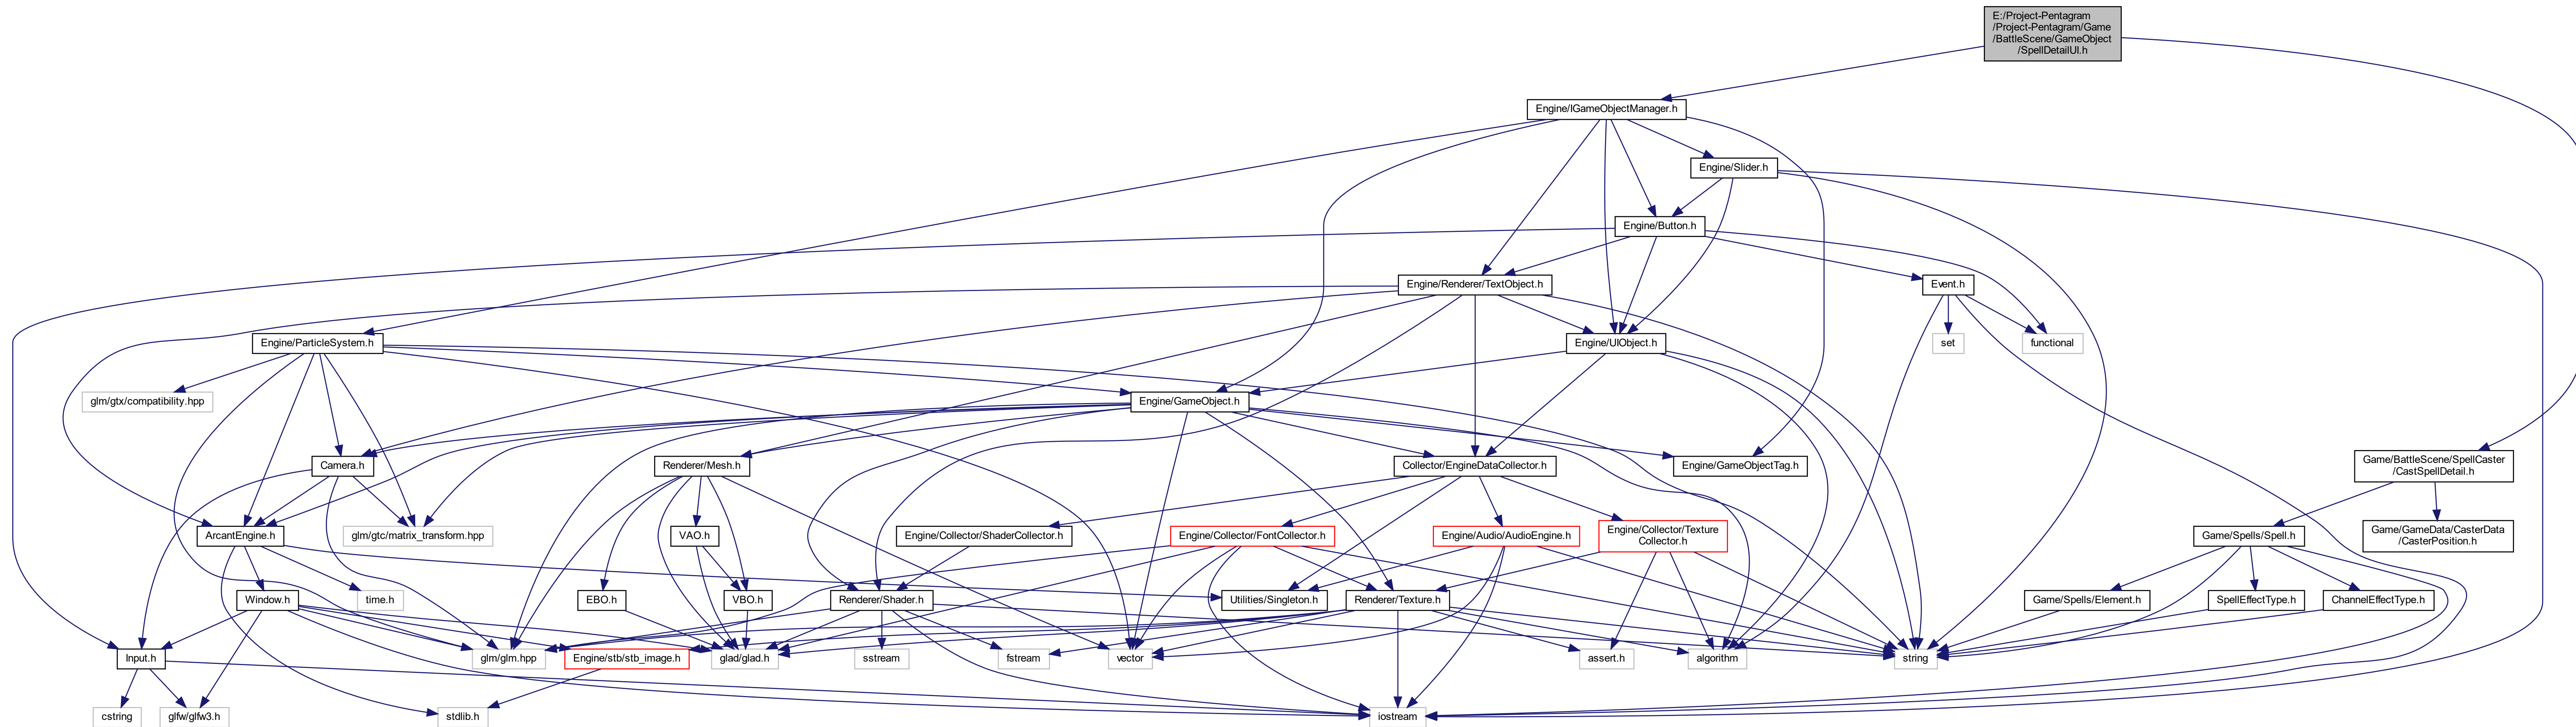 E:/Project-Pentagram
/Project-Pentagram/Game
/BattleScene/GameObject
/SpellDetailUI.h
Engine/IGameObjectManager.h
Engine/Slider.h
Engine/Button.h
Engine/Renderer/TextObject.h
Event.h
Engine/ParticleSystem.h
Engine/UIObject.h
set
functional
glm/gtx/compatibility.hpp
Engine/GameObject.h
Camera.h
Renderer/Mesh.h
Collector/EngineDataCollector.h
Engine/GameObjectTag.h
Game/BattleScene/SpellCaster
/CastSpellDetail.h
ArcantEngine.h
glm/gtc/matrix_transform.hpp
VAO.h
Engine/Collector/ShaderCollector.h
Engine/Collector/FontCollector.h
Engine/Audio/AudioEngine.h
Engine/Collector/Texture
Collector.h
Game/Spells/Spell.h
Game/GameData/CasterData
/CasterPosition.h
Window.h
time.h
EBO.h
VBO.h
Renderer/Shader.h
Utilities/Singleton.h
Renderer/Texture.h
Game/Spells/Element.h
SpellEffectType.h
ChannelEffectType.h
Input.h
glm/glm.hpp
Engine/stb/stb_image.h
glad/glad.h
sstream
fstream
vector
assert.h
algorithm
string
cstring
glfw/glfw3.h
stdlib.h
iostream